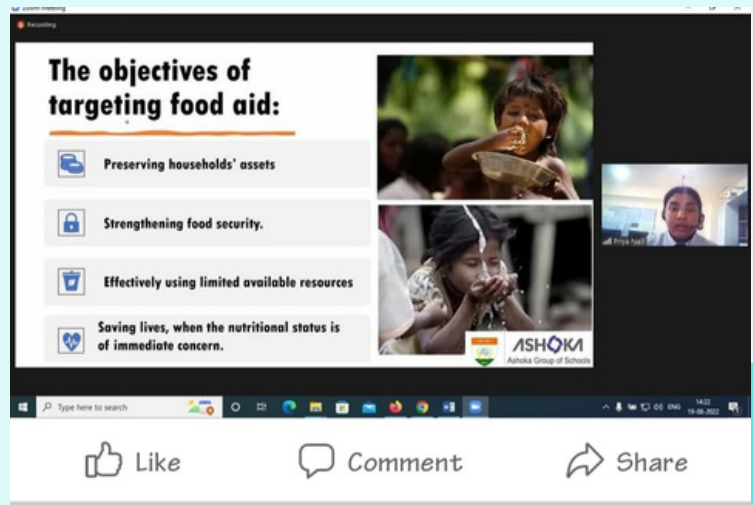 Zoom Meeting
Recording
The objectives of
targeting food aid:
Preserving households' assets
Strengthening food security.
Effectively using limited available resources
Saving lives, when the nutritional status is
of immediate concern.
ASHOKA
Ashoka Group of Schools
Priya Nair
Type here to search
ENG
14:22
19-08-2022
Like
Comment
Share